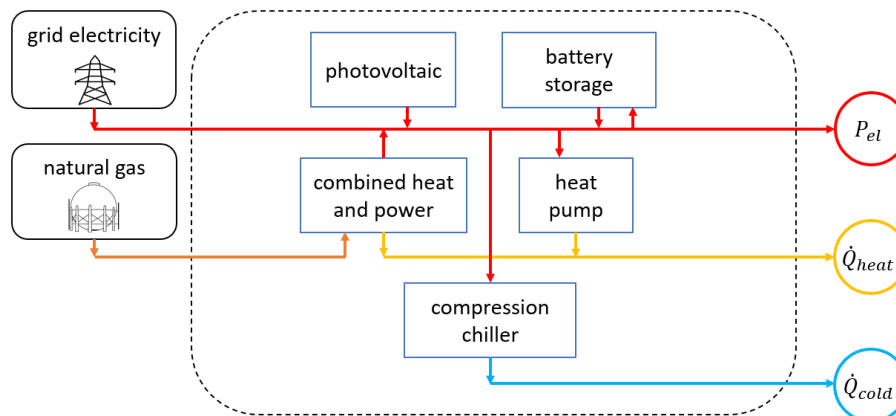 grid electricity
photovoltaic
battery
storage
P_el
natural gas
combined heat
and power
heat
pump
Q̇_heat
compression
chiller
Q̇_cold